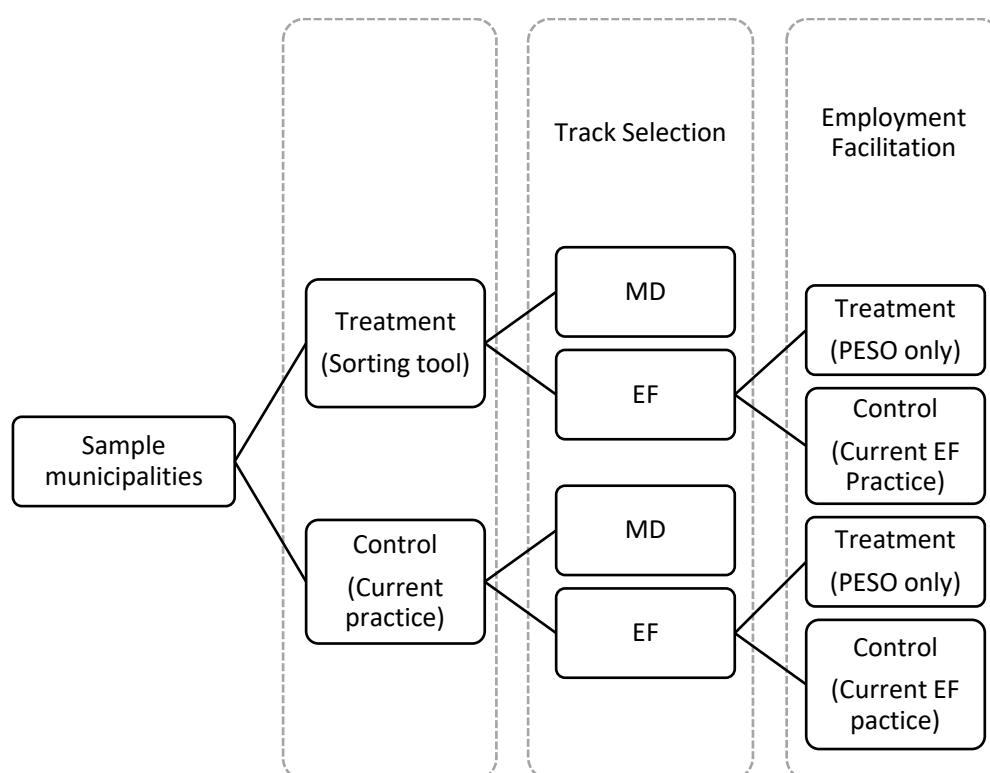 Track Selection
Employment
Facilitation
Sample
municipalities
Treatment
(Sorting tool)
Control
(Current
practice)
MD
EF
MD
EF
Treatment
(PESO only)
Control
(Current EF
Practice)
Treatment
(PESO only)
Control
(Current EF
pactice)